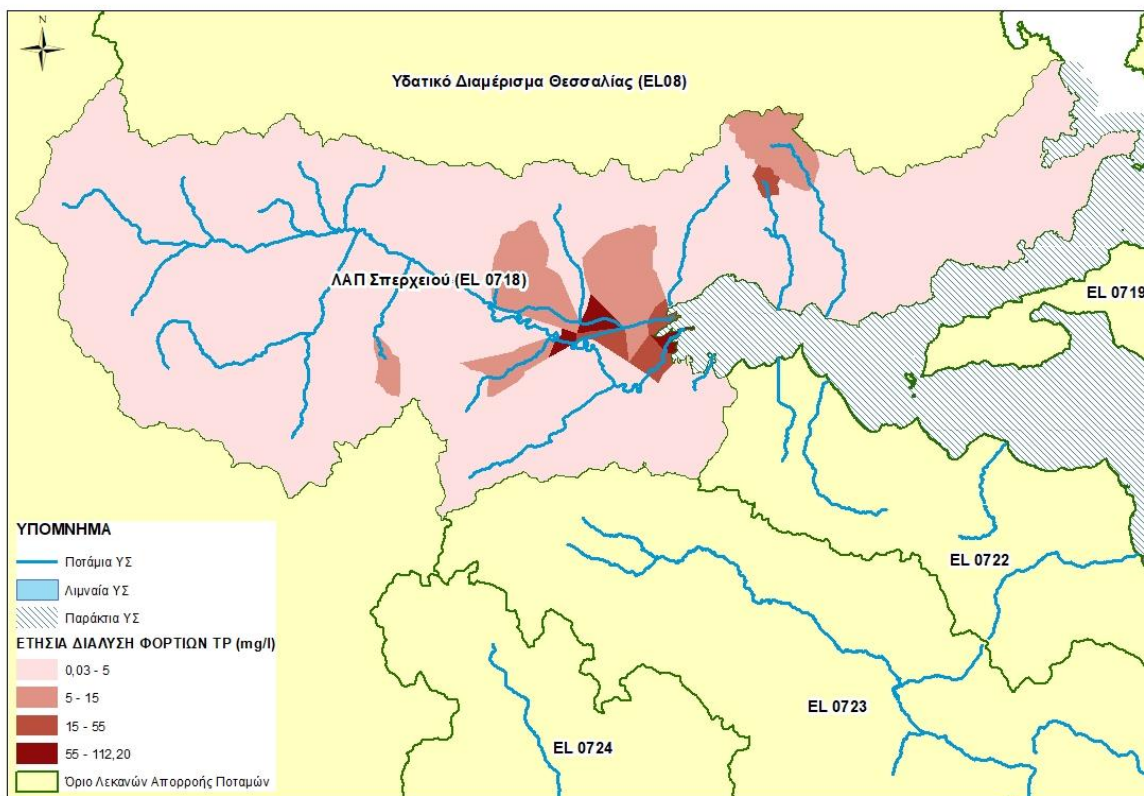 N
Υδατικό Διαμέρισμα Θεσσαλίας (EL08)
ΛΑΠ Σπερχειού (EL 0718)
EL 0719
EL 0722
EL 0723
EL 0724
ΥΠΟΜΝΗΜΑ
Ποτάμια ΥΣ
Λιμναία ΥΣ
Παράκτια ΥΣ
ΕΤΗΣΙΑ ΔΙΑΛΥΣΗ ΦΟΡΤΙΩΝ TP (mg/l)
0,03 - 5
5 - 15
15 - 55
55 - 112,20
Όριο Λεκανών Απορροής Ποταμών